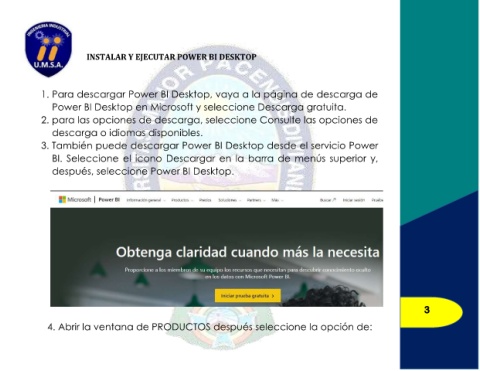 INGENIERIA INDUSTRIAL
U.M.S.A.
INSTALAR Y EJECUTAR POWER BI DESKTOP
1. Para descargar Power BI Desktop, vaya a la página de descarga de
Power BI Desktop en Microsoft y seleccione Descarga gratuita.
2. para las opciones de descarga, seleccione Consulte las opciones de
descarga o idiomas disponibles.
3. También puede descargar Power BI Desktop desde el servicio Power
BI. Seleccione el icono Descargar en la barra de menús superior y,
después, seleccione Power BI Desktop.
Microsoft | Power BI Información general Productos Precios Soluciones Partners Más Buscar Iniciar sesión Prueba
Obtenga claridad cuando más la necesita
Proporcione a los miembros de su equipo los recursos que necesitan para descubrir conocimiento oculto
en los datos con Microsoft Power BI.
Iniciar prueba gratuita >
3
4. Abrir la ventana de PRODUCTOS después seleccione la opción de: